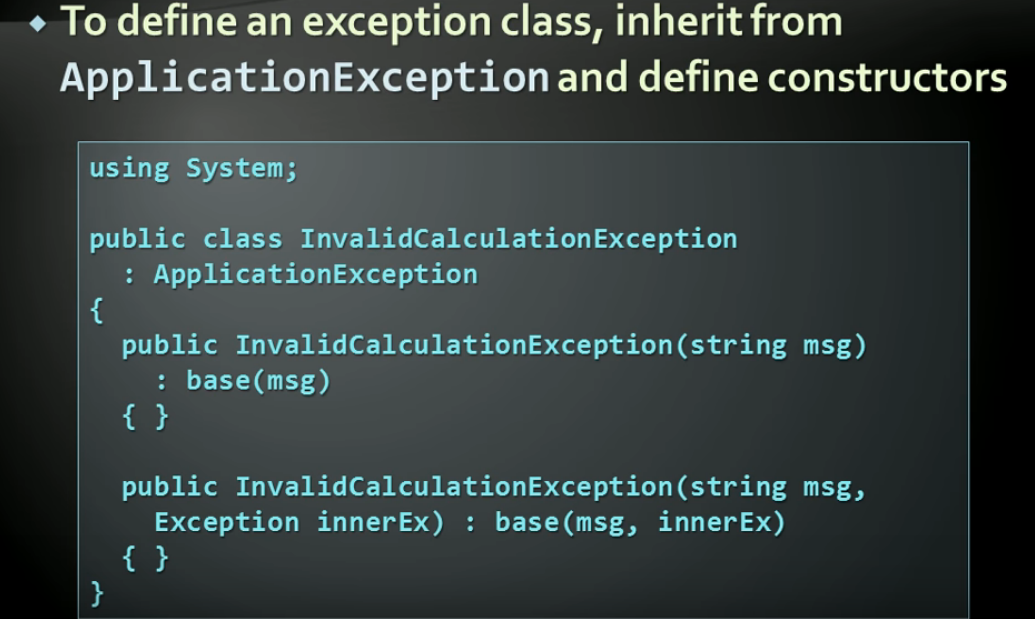 To define an exception class, inherit from
ApplicationException and define constructors
using System;
public class InvalidCalculationException
: ApplicationException
{
public InvalidCalculationException(string msg)
: base(msg)
{ }
public InvalidCalculationException(string msg,
Exception innerEx) : base(msg, innerEx)
{ }
}